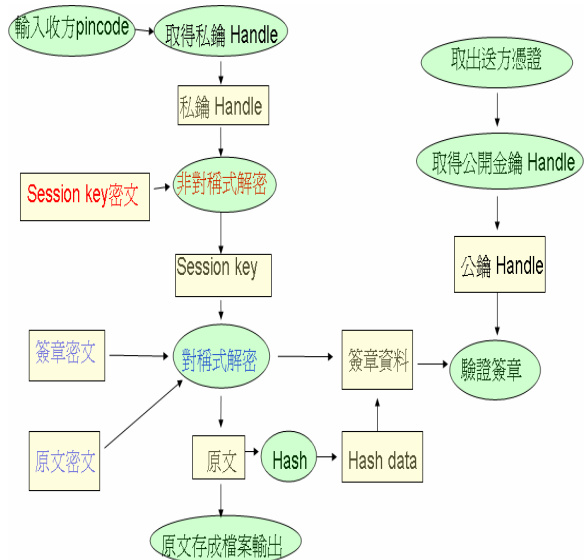 輸入收方pincode
取得私鑰 Handle
私鑰 Handle
Session key密文
非對稱式解密
Session key
簽章密文
對稱式解密
原文密文
原文
Hash
Hash data
簽章資料
原文存成檔案輸出
取出送方憑證
取得公開金鑰 Handle
公鑰 Handle
驗證簽章